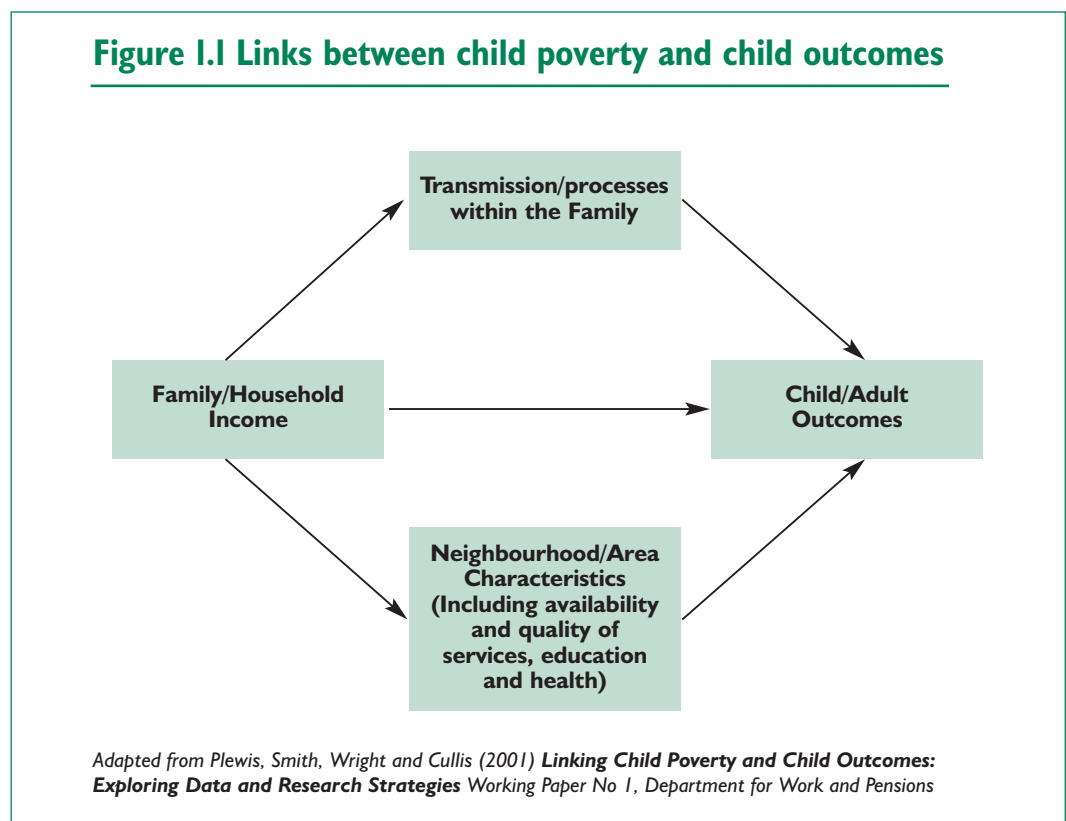 Figure 1.1 Links between child poverty and child outcomes
Transmission/processes
within the Family
Family/Household
Income
Child/Adult
Outcomes
Neighbourhood/Area
Characteristics
(Including availability
and quality of
services, education
and health)
Adapted from Plewis, Smith, Wright and Cullis (2001) Linking Child Poverty and Child Outcomes:
Exploring Data and Research Strategies Working Paper No 1, Department for Work and Pensions